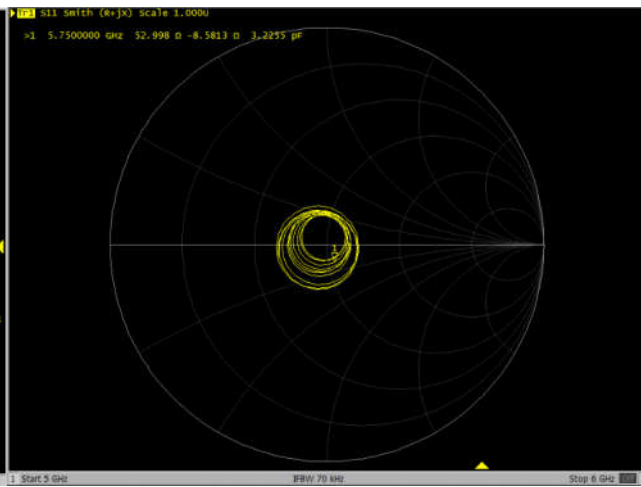 Tr1 S11 Smith (R+jX) Scale 1.000U
>1 5.7500000 GHz 52.998 Ω -8.5813 Ω 3.2255 pF
1
1 Start 5 GHz IFBW 70 kHz Stop 6 GHz